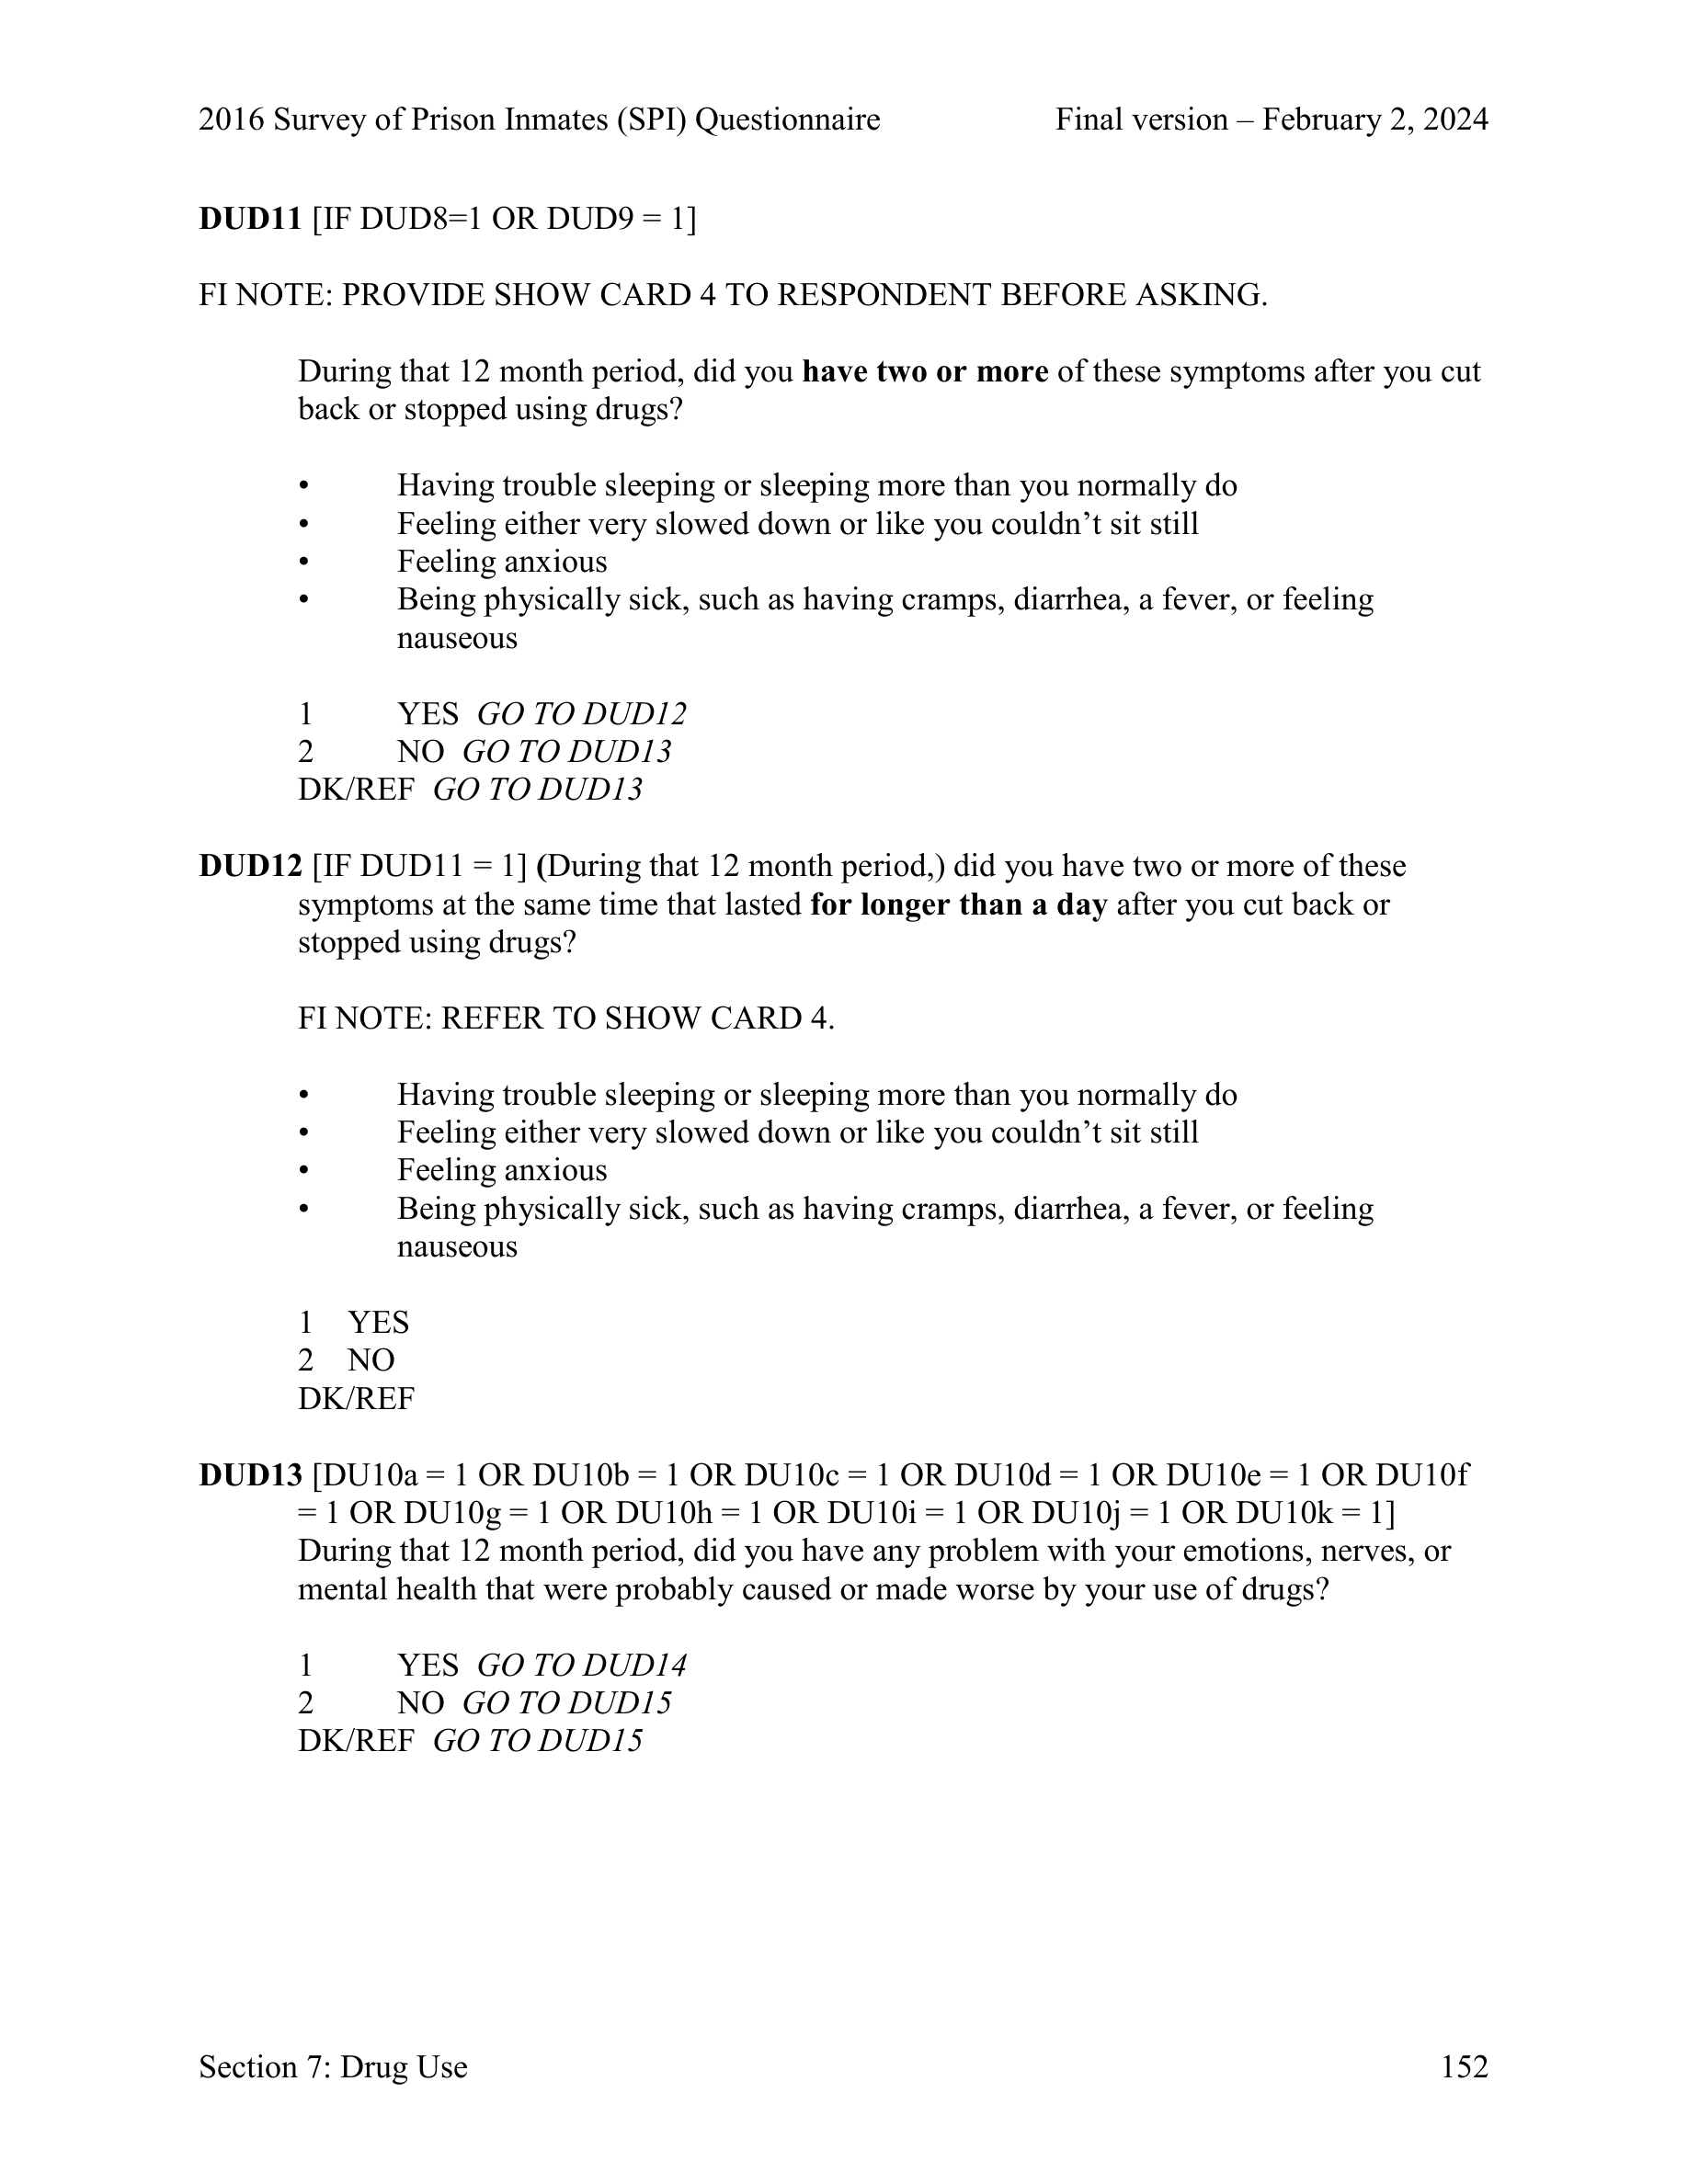 2016 Survey of Prison Inmates (SPI) Questionnaire Final version – February 2, 2024
DUD11 [IF DUD8=1 OR DUD9 = 1]
FI NOTE: PROVIDE SHOW CARD 4 TO RESPONDENT BEFORE ASKING.
During that 12 month period, did you have two or more of these symptoms after you cut
back or stopped using drugs?
• Having trouble sleeping or sleeping more than you normally do
• Feeling either very slowed down or like you couldn’t sit still
• Feeling anxious
• Being physically sick, such as having cramps, diarrhea, a fever, or feeling
nauseous
1 YES GO TO DUD12
2 NO GO TO DUD13
DK/REF GO TO DUD13
DUD12 [IF DUD11 = 1] (During that 12 month period,) did you have two or more of these
symptoms at the same time that lasted for longer than a day after you cut back or
stopped using drugs?
FI NOTE: REFER TO SHOW CARD 4.
• Having trouble sleeping or sleeping more than you normally do
• Feeling either very slowed down or like you couldn’t sit still
• Feeling anxious
• Being physically sick, such as having cramps, diarrhea, a fever, or feeling
nauseous
1 YES
2 NO
DK/REF
DUD13 [DU10a = 1 OR DU10b = 1 OR DU10c = 1 OR DU10d = 1 OR DU10e = 1 OR DU10f
= 1 OR DU10g = 1 OR DU10h = 1 OR DU10i = 1 OR DU10j = 1 OR DU10k = 1]
During that 12 month period, did you have any problem with your emotions, nerves, or
mental health that were probably caused or made worse by your use of drugs?
1 YES GO TO DUD14
2 NO GO TO DUD15
DK/REF GO TO DUD15
Section 7: Drug Use 152